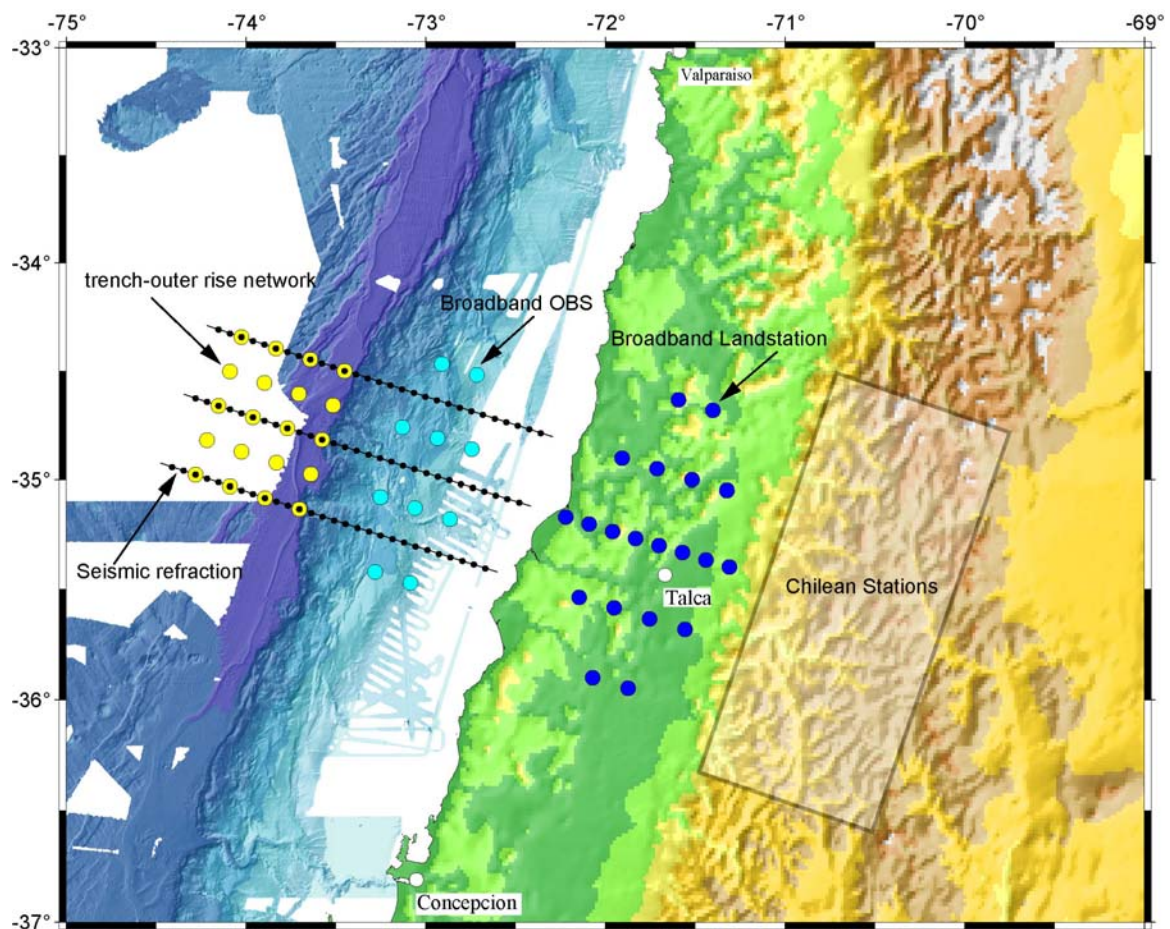 -75° -74° -73° -72° -71° -70° -69°
-33°
Valparaiso
-34°
trench-outer rise network
Broadband OBS
Broadband Landstation
-35°
Seismic refraction
Talca
Chilean Stations
-36°
Concepcion
-37°